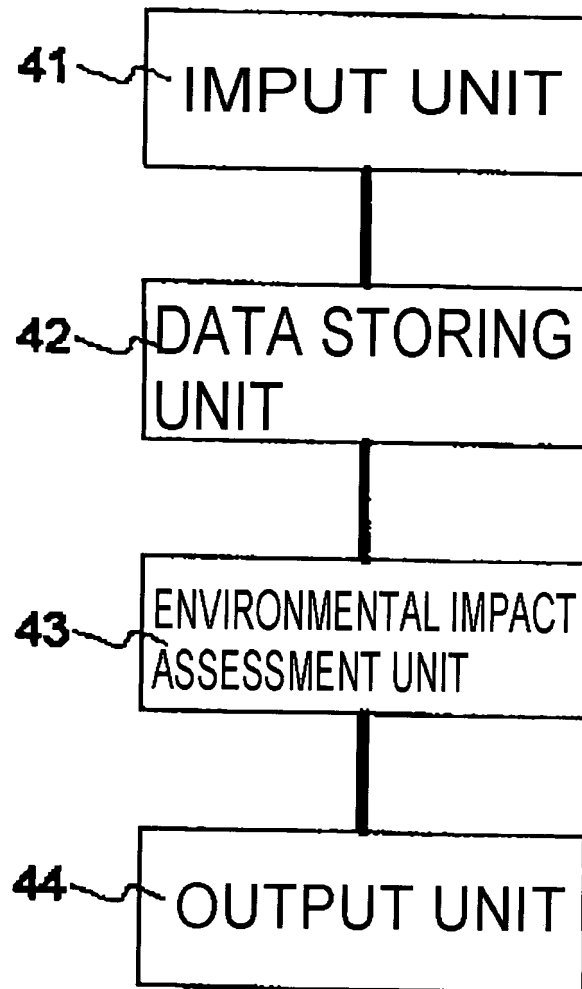 41
IMPUT UNIT
42
DATA STORING
UNIT
43
ENVIRONMENTAL IMPACT
ASSESSMENT UNIT
44
OUTPUT UNIT